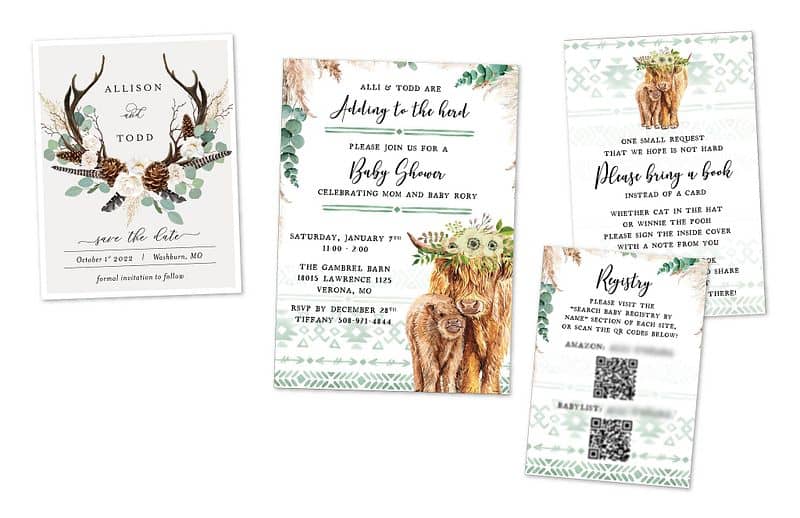 ALLISON
and
TODD
save the date
October 1st 2022 | Washburn, MO
formal invitation to follow
ALLI & TODD ARE
Adding to the herd
PLEASE JOIN US FOR A
Baby Shower
CELEBRATING MOM AND BABY RORY
SATURDAY, JANUARY 7TH
11:00 - 2:00
THE GAMBREL BARN
18015 LAWRENCE 1125
VERONA, MO
RSVP BY DECEMBER 28TH
TIFFANY 508-971-4844
ONE SMALL REQUEST
THAT WE HOPE IS NOT HARD
Please bring a book
INSTEAD OF A CARD
WHETHER CAT IN THE HAT
OR WINNIE THE POOH
PLEASE SIGN THE INSIDE COVER
WITH A NOTE FROM YOU
TO SHARE
THERE!
Registry
PLEASE VISIT THE
"SEARCH BABY REGISTRY BY
NAME" SECTION OF EACH SITE,
OR SCAN THE QR CODES BELOW!
AMAZON:
BABYLIST: